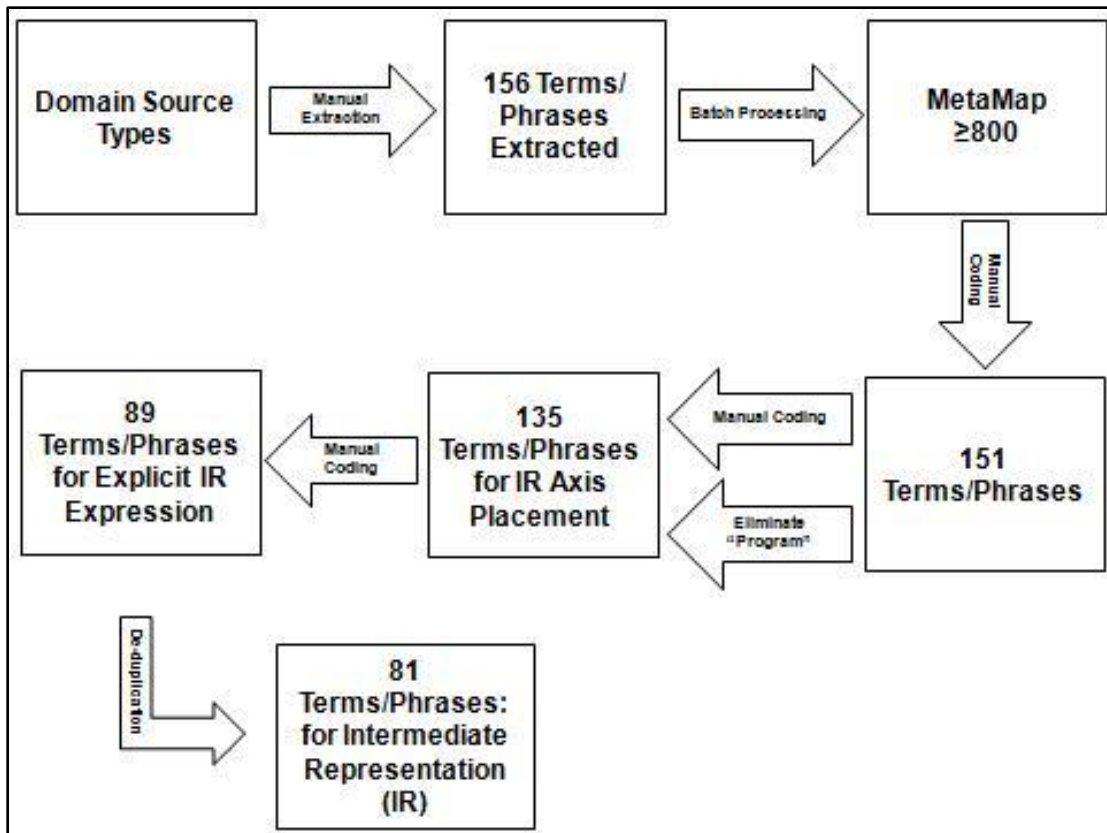 Domain Source
Types
Manual
Extraction
156 Terms/
Phrases
Extracted
Batch Processing
MetaMap
≥800
Manual
Coding
151
Terms/Phrases
Manual Coding
Eliminate
"Program"
135
Terms/Phrases
for IR Axis
Placement
Manual
Coding
89
Terms/Phrases
for Explicit IR
Expression
De-duplication
81
Terms/Phrases:
for Intermediate
Representation
(IR)